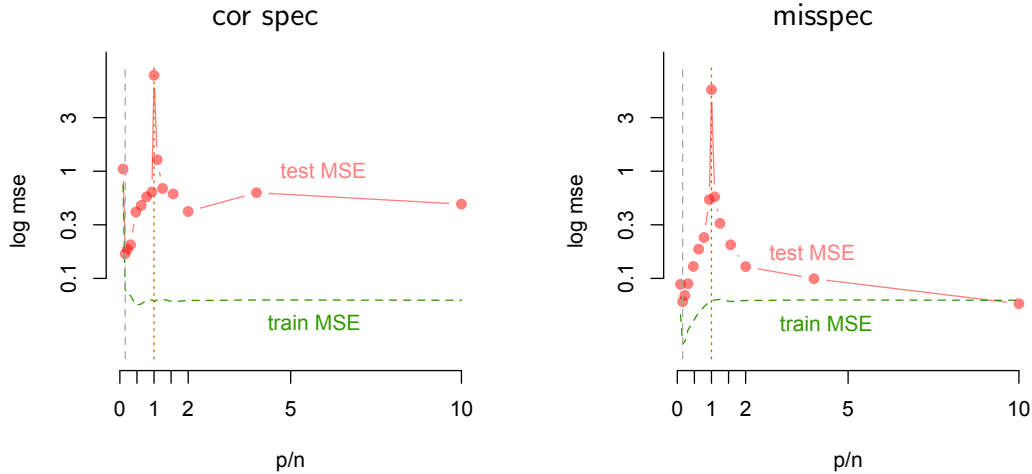 cor spec
log mse
3
1
0.3
0.1
test MSE
train MSE
0 1 2 5 10
p/n
misspec
log mse
3
1
0.3
0.1
test MSE
train MSE
0 1 2 5 10
p/n